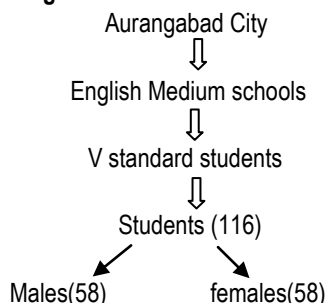 Aurangabad City
English Medium schools
V standard students
Students (116)
Males(58) females(58)